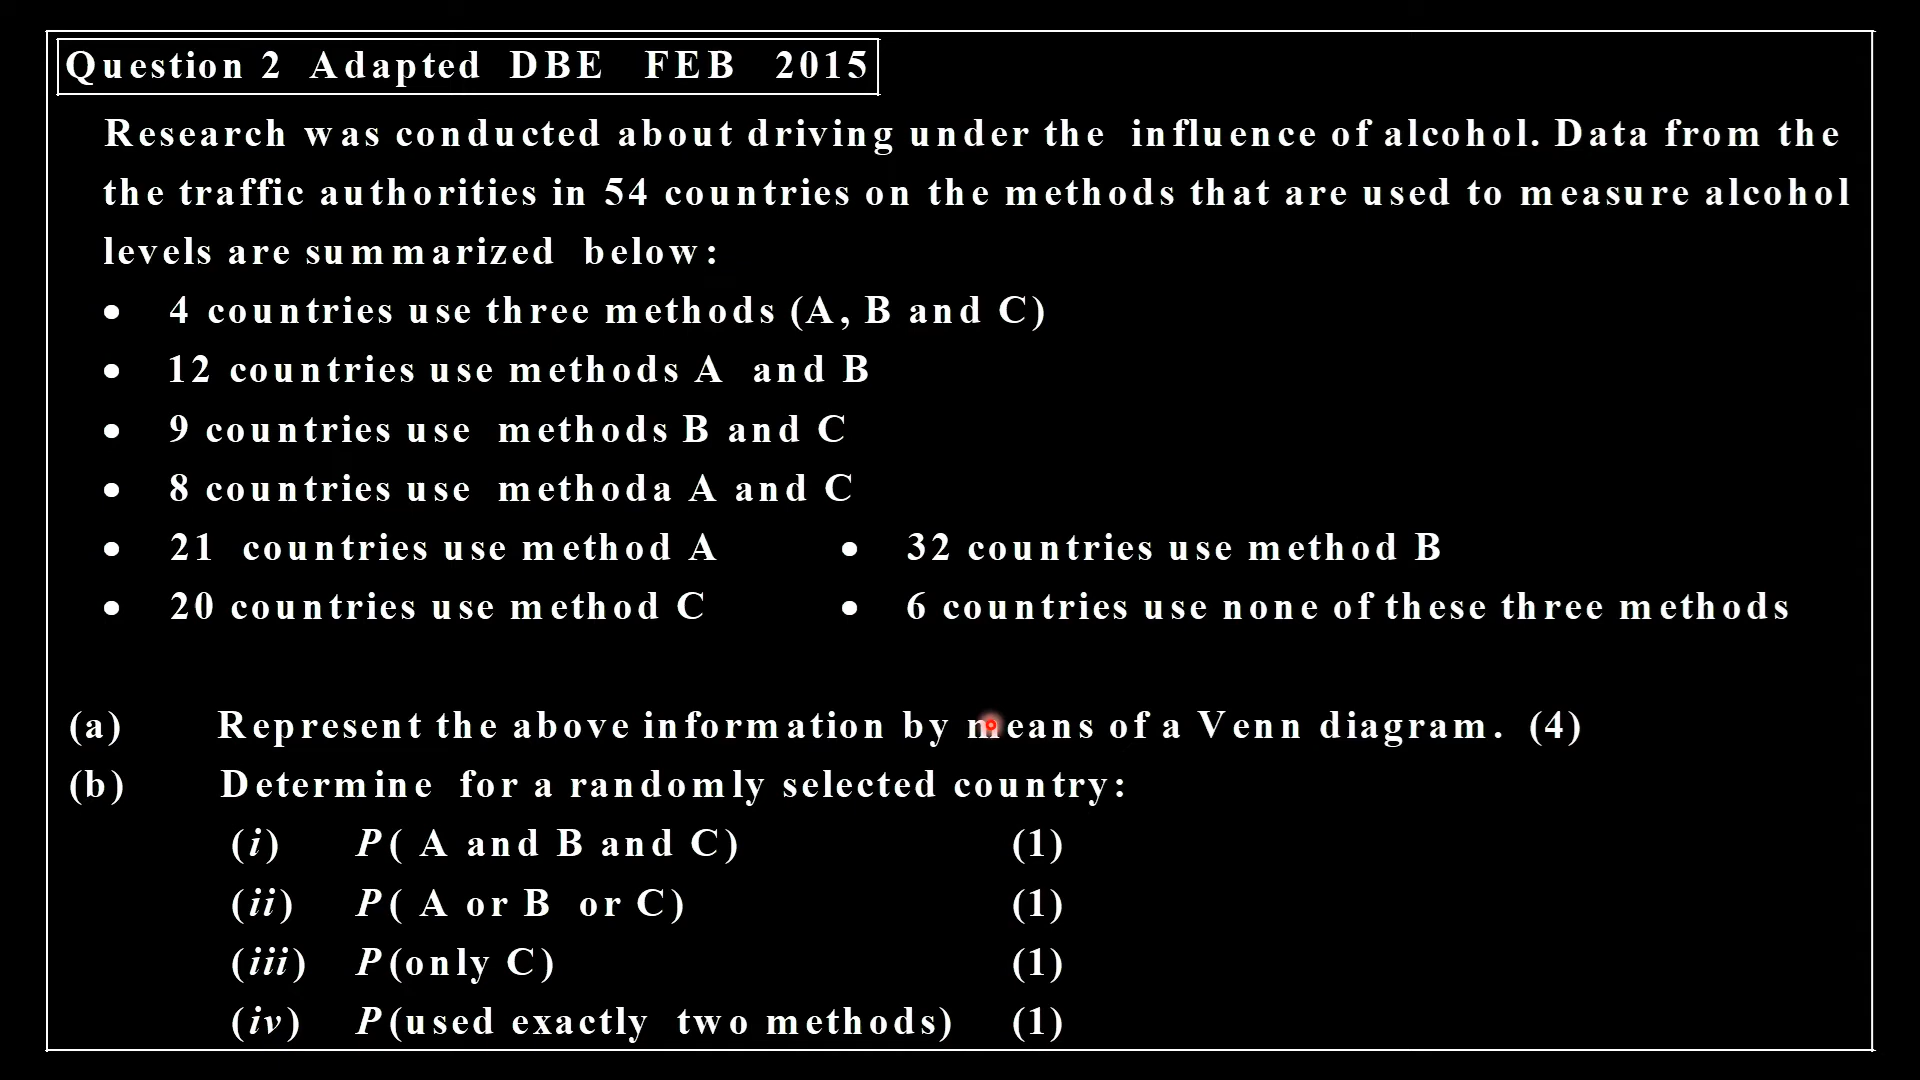 Question 2 Adapted DBE FEB 2015
Research was conducted about driving under the influence of alcohol. Data from the
the traffic authorities in 54 countries on the methods that are used to measure alcohol
levels are summarized below:
• 4 countries use three methods (A, B and C)
• 12 countries use methods A and B
• 9 countries use methods B and C
• 8 countries use methoda A and C
• 21 countries use method A • 32 countries use method B
• 20 countries use method C • 6 countries use none of these three methods
(a) Represent the above information by means of a Venn diagram. (4)
(b) Determine for a randomly selected country:
(i) P( A and B and C) (1)
(ii) P( A or B or C) (1)
(iii) P(only C) (1)
(iv) P(used exactly two methods) (1)